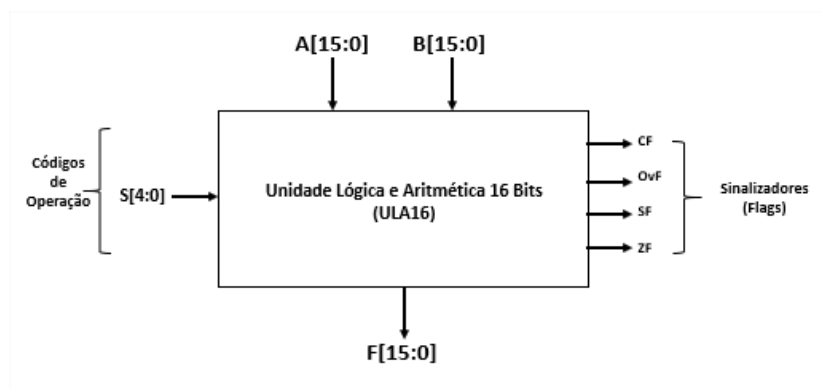 A[15:0] B[15:0]
Códigos
de
Operação
S[4:0]
Unidade Lógica e Aritmética 16 Bits
(ULA16)
CF
OvF
SF
ZF
Sinalizadores
(Flags)
F[15:0]